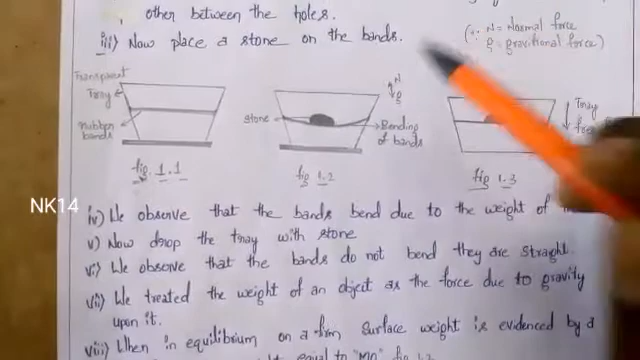 other between the holes.
iii) Now place a stone on the bands.
(∵ N = Normal force
g = gravitional force)
Transparent
Tray
Rubber bands
fig. 1.1
Stone
N
g
Bending of bands
fig 1.2
Tray
fig 1.3
NK14
iv) We observe that the bands bend due to the weight of
v) Now drop the tray with stone
vi) We observe that the bands do not bend they are straight.
vii) We treated the weight of an object as the force due to gravity
upon it.
viii) When in equilibrium on a firm surface weight is evidenced by a
equal to "mg" fig 1.2